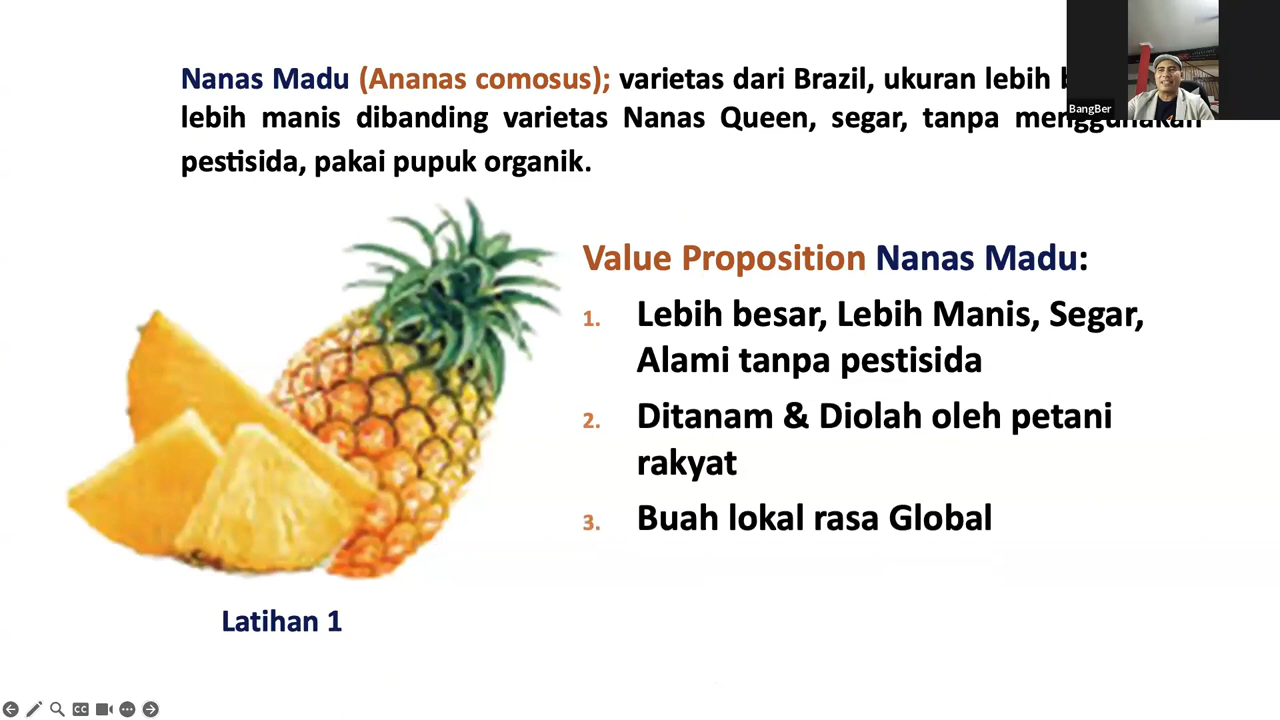 Nanas Madu (Ananas comosus); varietas dari Brazil, ukuran lebih
BangBer
lebih manis dibanding varietas Nanas Queen, segar, tanpa menggunakan
pestisida, pakai pupuk organik.
Value Proposition Nanas Madu:
1. Lebih besar, Lebih Manis, Segar,
Alami tanpa pestisida
2. Ditanam & Diolah oleh petani
rakyat
3. Buah lokal rasa Global
Latihan 1
CC